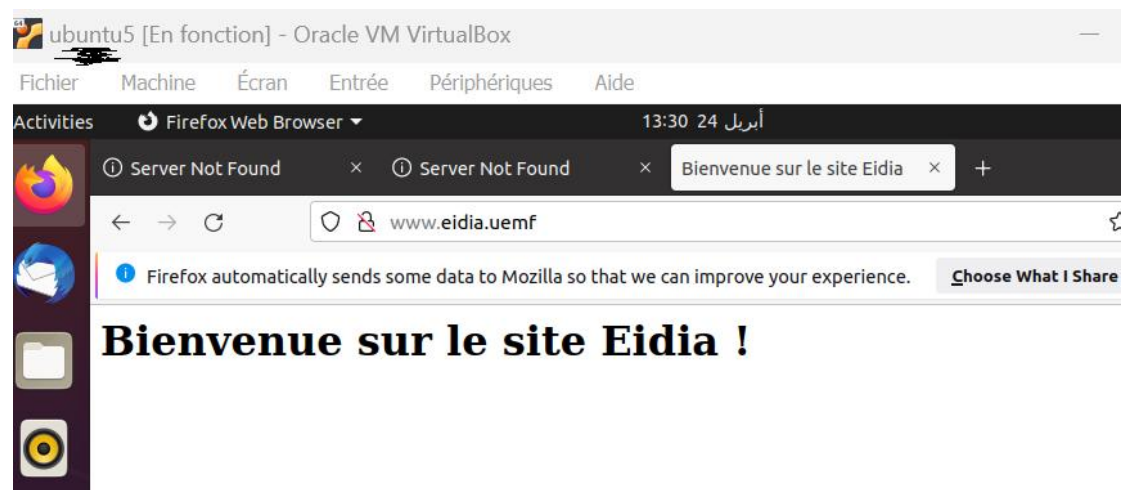 ubuntu5 [En fonction] - Oracle VM VirtualBox
Fichier Machine Écran Entrée Périphériques Aide
Activities Firefox Web Browser 13:30 24 أبريل
Server Not Found Server Not Found Bienvenue sur le site Eidia
www.eidia.uemf
Firefox automatically sends some data to Mozilla so that we can improve your experience. Choose What I Share
Bienvenue sur le site Eidia !